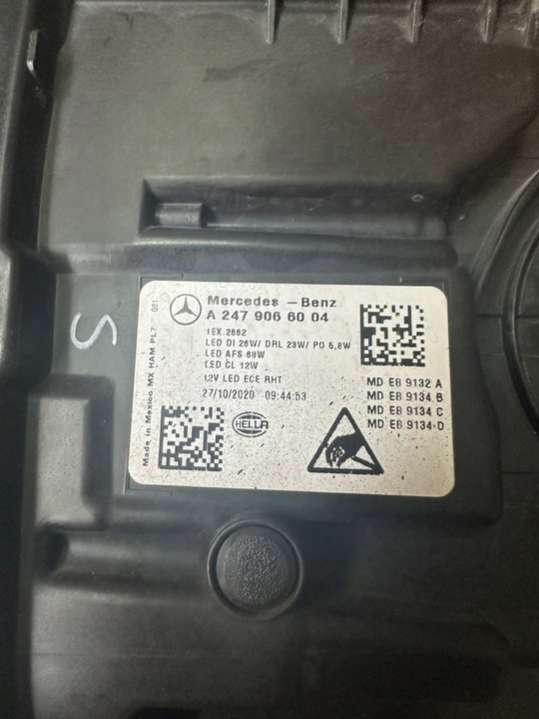 Mercedes – Benz
A 247 906 60 04
1EX.2662
LED DI 26W/ DRL 23W/ PO 5,8W
LED AFS 69W
LED CL 12W
12V LED ECE RHT
27/10/2020 09:44:53
MD E8 9132 A
MD E8 9134 B
MD E8 9134 C
MD E8 9134-D
HELLA
Made in Mexico MX HAM PL7
S